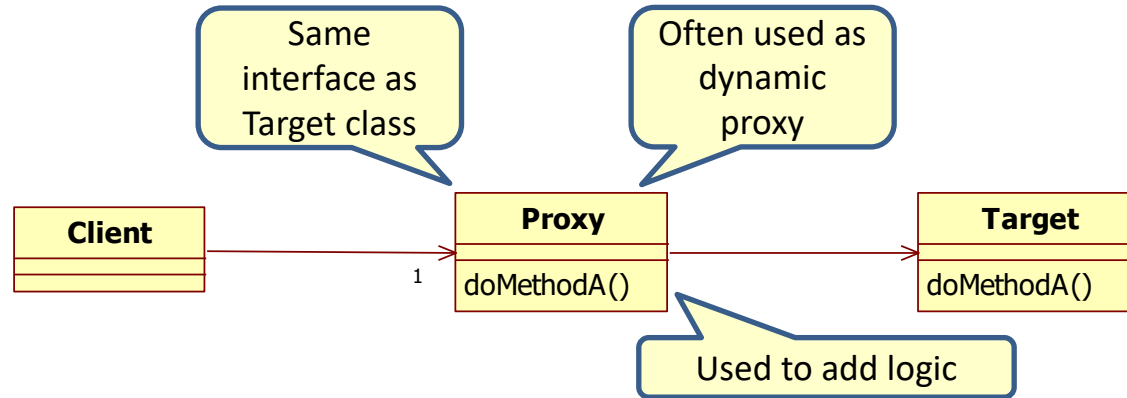 Same
interface as
Target class
Often used as
dynamic
proxy
Client
1
Proxy
doMethodA()
Target
doMethodA()
Used to add logic